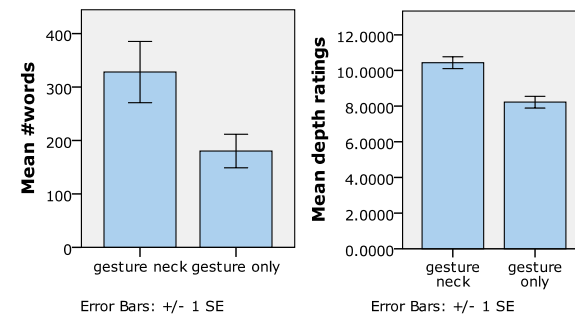 Mean #words
400
300
200
100
0
gesture neck gesture only
Error Bars: +/- 1 SE
Mean depth ratings
12.0000
10.0000
8.0000
6.0000
4.0000
2.0000
0.0000
gesture
neck
gesture
only
Error Bars: +/- 1 SE